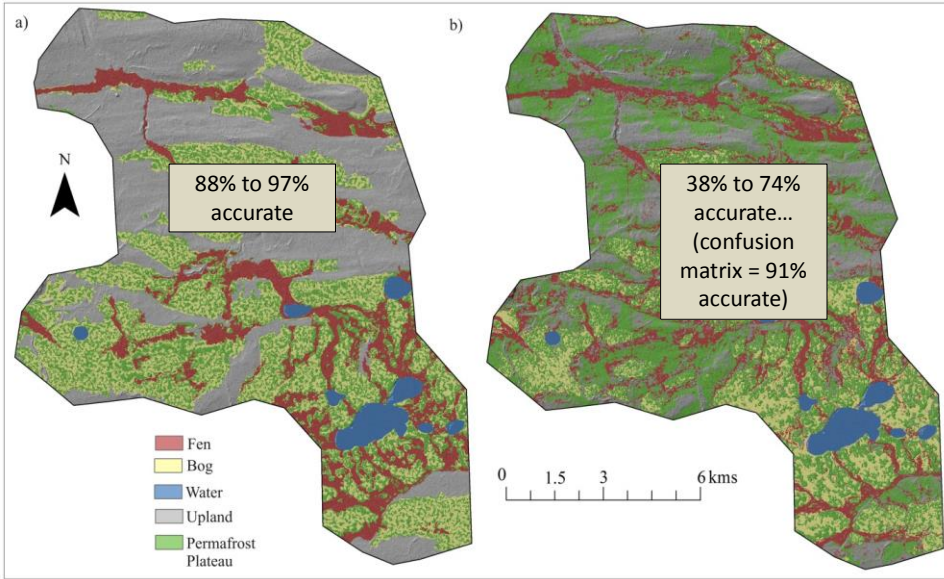 a)
b)
N
88% to 97%
accurate
38% to 74%
accurate...
(confusion
matrix = 91%
accurate)
Fen
Bog
Water
Upland
Permafrost
Plateau
0 1.5 3 6 kms